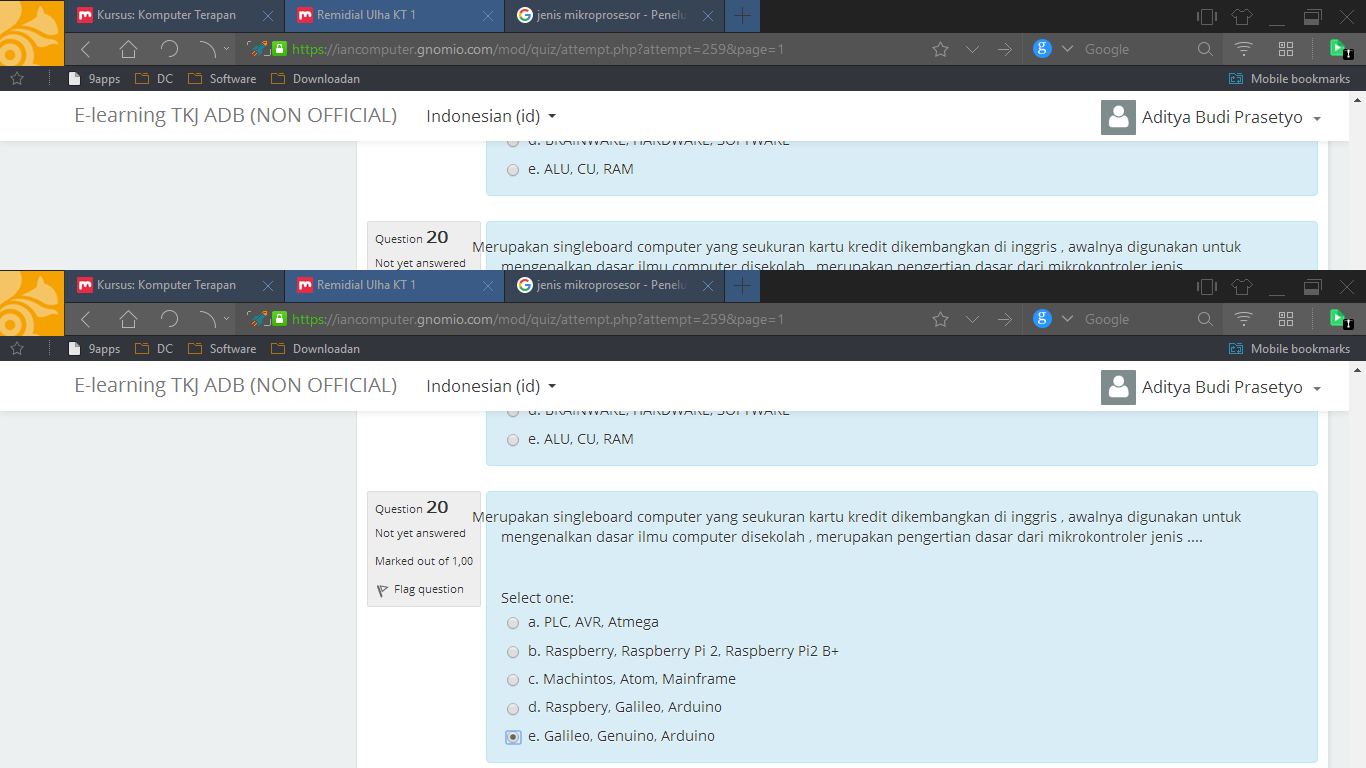 Kursus: Komputer Terapan
Remidial Ulha KT 1
jenis mikroprosesor - Penelu
https://iancomputer.gnomio.com/mod/quiz/attempt.php?attempt=259&page=1
Google
9apps
DC
Software
Downloadan
Mobile bookmarks
E-learning TKJ ADB (NON OFFICIAL)
Indonesian (id)
Aditya Budi Prasetyo
d. BRAINWARE, HARDWARE, SOFTWARE
e. ALU, CU, RAM
Question 20
Not yet answered
Merupakan singleboard computer yang seukuran kartu kredit dikembangkan di inggris , awalnya digunakan untuk
mengenalkan dasar ilmu computer disekolah , merupakan pengertian dasar dari mikrokontroler jenis
Kursus: Komputer Terapan
Remidial Ulha KT 1
jenis mikroprosesor - Penelu
https://iancomputer.gnomio.com/mod/quiz/attempt.php?attempt=259&page=1
Google
9apps
DC
Software
Downloadan
Mobile bookmarks
E-learning TKJ ADB (NON OFFICIAL)
Indonesian (id)
Aditya Budi Prasetyo
d. BRAINWARE, HARDWARE, SOFTWARE
e. ALU, CU, RAM
Question 20
Not yet answered
Marked out of 1,00
Flag question
Merupakan singleboard computer yang seukuran kartu kredit dikembangkan di inggris , awalnya digunakan untuk
mengenalkan dasar ilmu computer disekolah , merupakan pengertian dasar dari mikrokontroler jenis ....
Select one:
a. PLC, AVR, Atmega
b. Raspberry, Raspberry Pi 2, Raspberry Pi2 B+
c. Machintos, Atom, Mainframe
d. Raspbery, Galileo, Arduino
e. Galileo, Genuino, Arduino